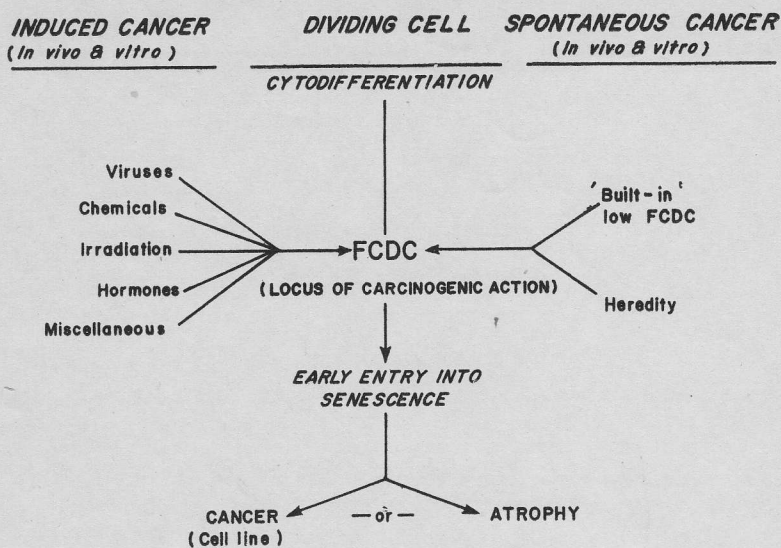 INDUCED CANCER
(In vivo & vitro)
DIVIDING CELL
SPONTANEOUS CANCER
(In vivo & vitro)
CYTODIFFERENTIATION
Viruses
Chemicals
Irradiation
Hormones
Miscellaneous
FCDC
(LOCUS OF CARCINOGENIC ACTION)
'Built-in'
low FCDC
Heredity
EARLY ENTRY INTO
SENESCENCE
CANCER
(Cell line)
—or—
ATROPHY